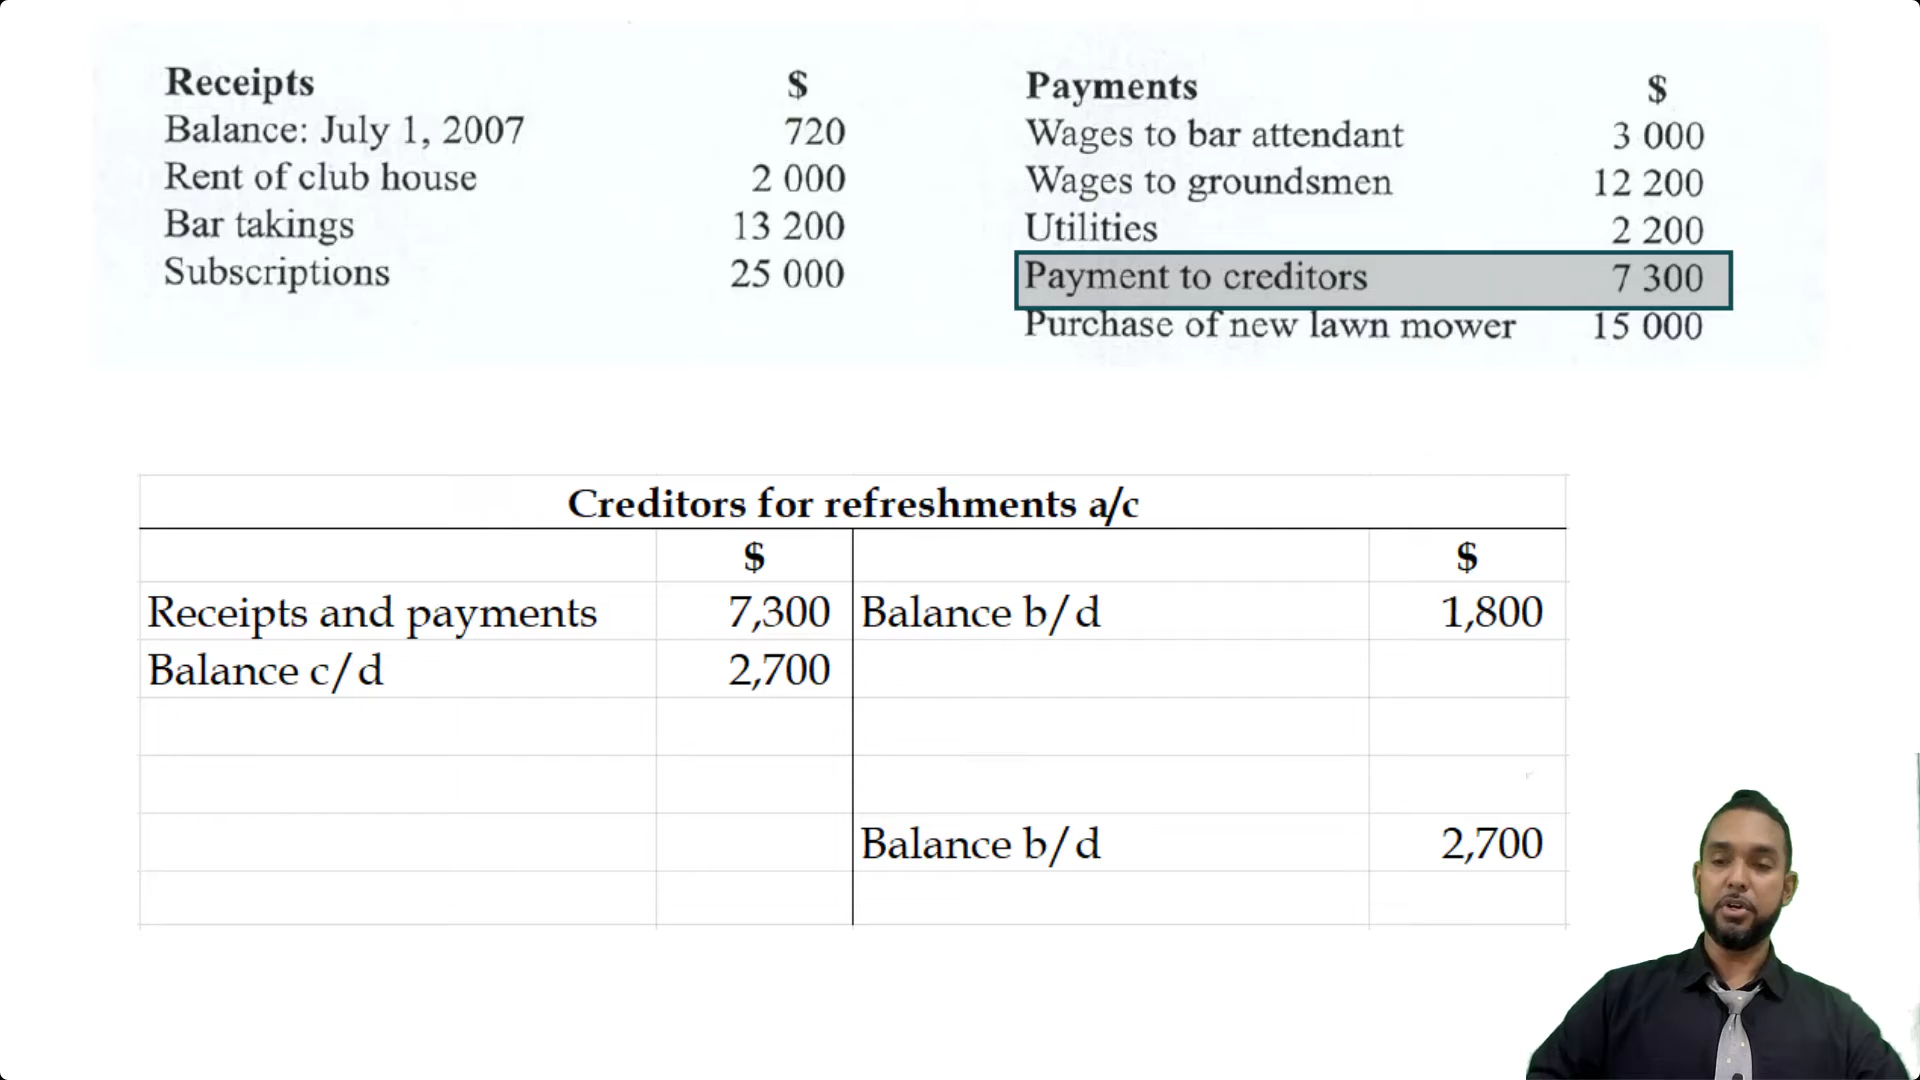 Receipts $
Balance: July 1, 2007 720
Rent of club house 2 000
Bar takings 13 200
Subscriptions 25 000
Payments $
Wages to bar attendant 3 000
Wages to groundsmen 12 200
Utilities 2 200
Payment to creditors 7 300
Purchase of new lawn mower 15 000
Creditors for refreshments a/c
$ $
Receipts and payments 7,300 Balance b/d 1,800
Balance c/d 2,700
Balance b/d 2,700